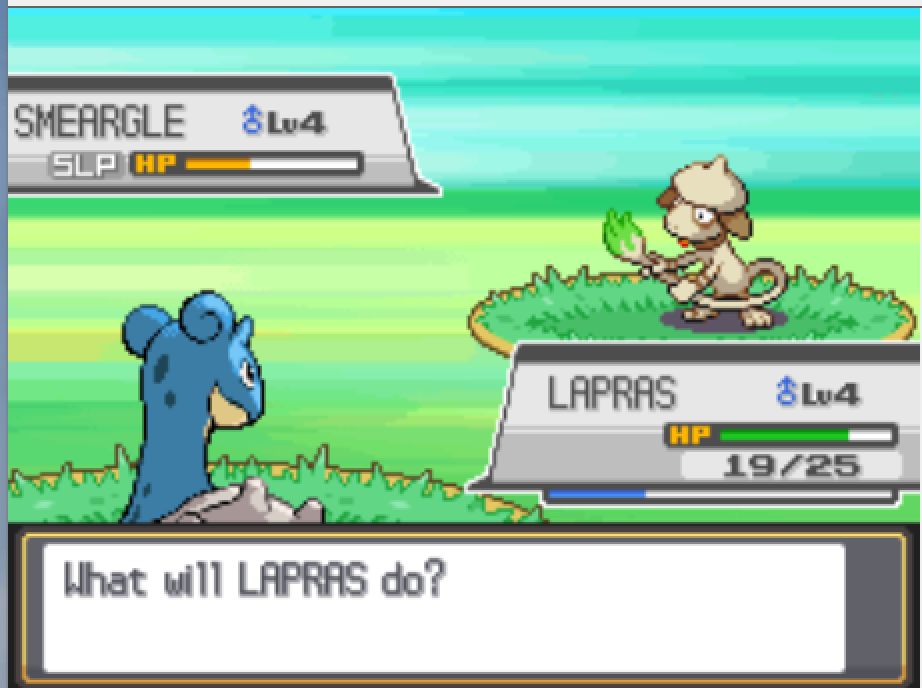 SMEARGLE ♂Lv4
SLP HP
LAPRAS ♂Lv4
HP
19/25
What will LAPRAS do?